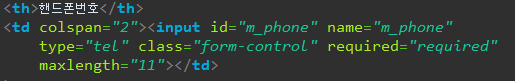 <th>핸드폰번호</th>
<td colspan="2"><input id="m_phone" name="m_phone"
type="tel" class="form-control" required="required"
maxlength="11"></td>